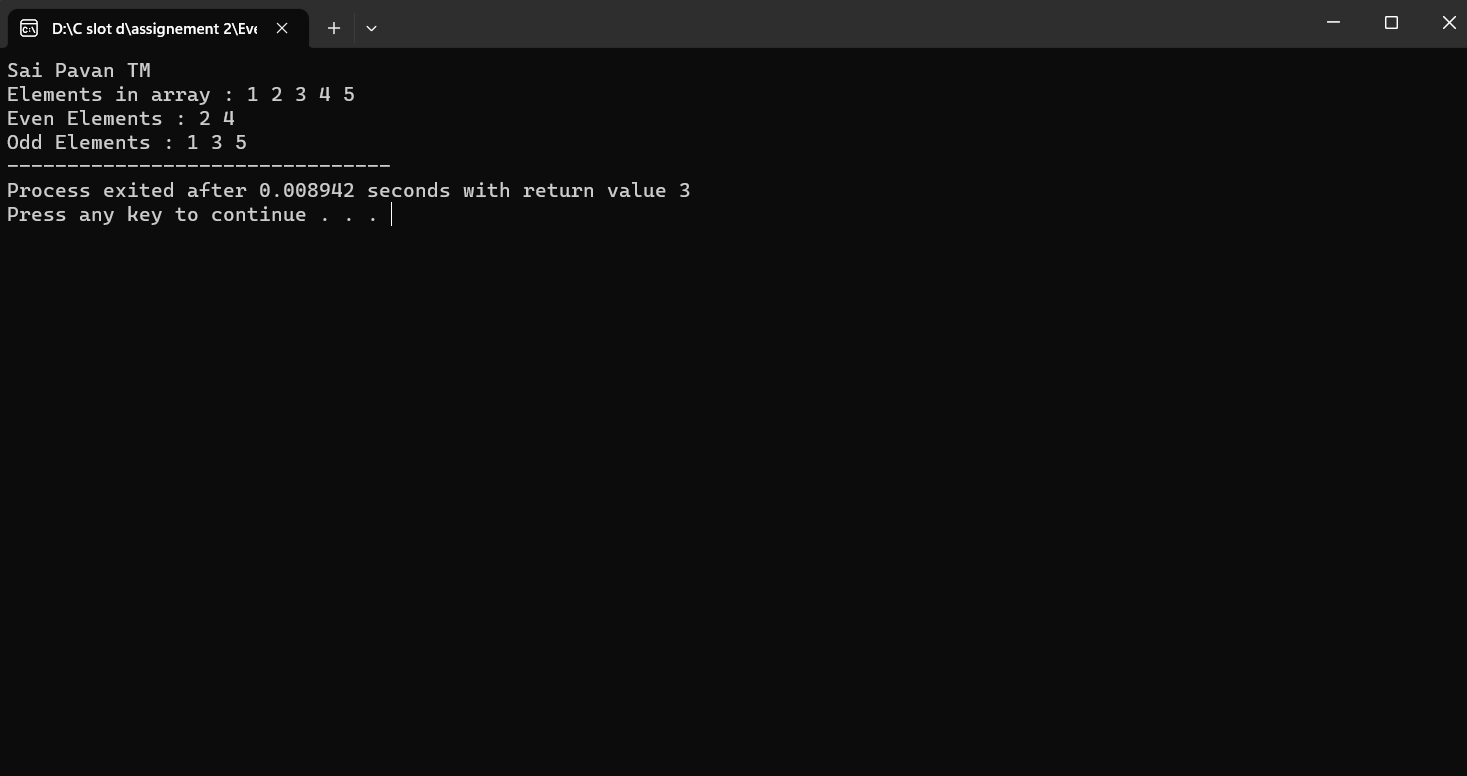 D:\C slot d\assignement 2\Eve
Sai Pavan TM
Elements in array : 1 2 3 4 5
Even Elements : 2 4
Odd Elements : 1 3 5
--------------------------------
Process exited after 0.008942 seconds with return value 3
Press any key to continue . . .